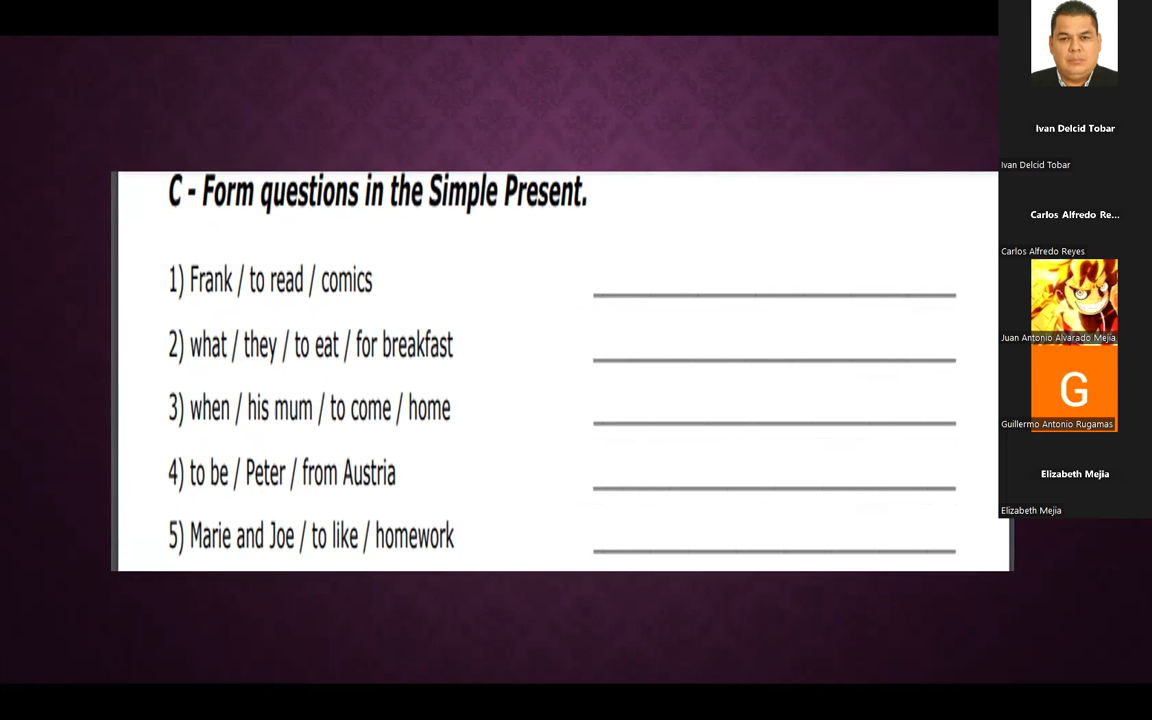 C - Form questions in the Simple Present.
1) Frank / to read / comics
2) what / they / to eat / for breakfast
3) when / his mum / to come / home
4) to be / Peter / from Austria
5) Marie and Joe / to like / homework
Ivan Delcid Tobar
Ivan Delcid Tobar
Carlos Alfredo Re...
Carlos Alfredo Reyes
Juan Antonio Alvarado Mejía
G
Guillermo Antonio Rugamas
Elizabeth Mejia
Elizabeth Mejia